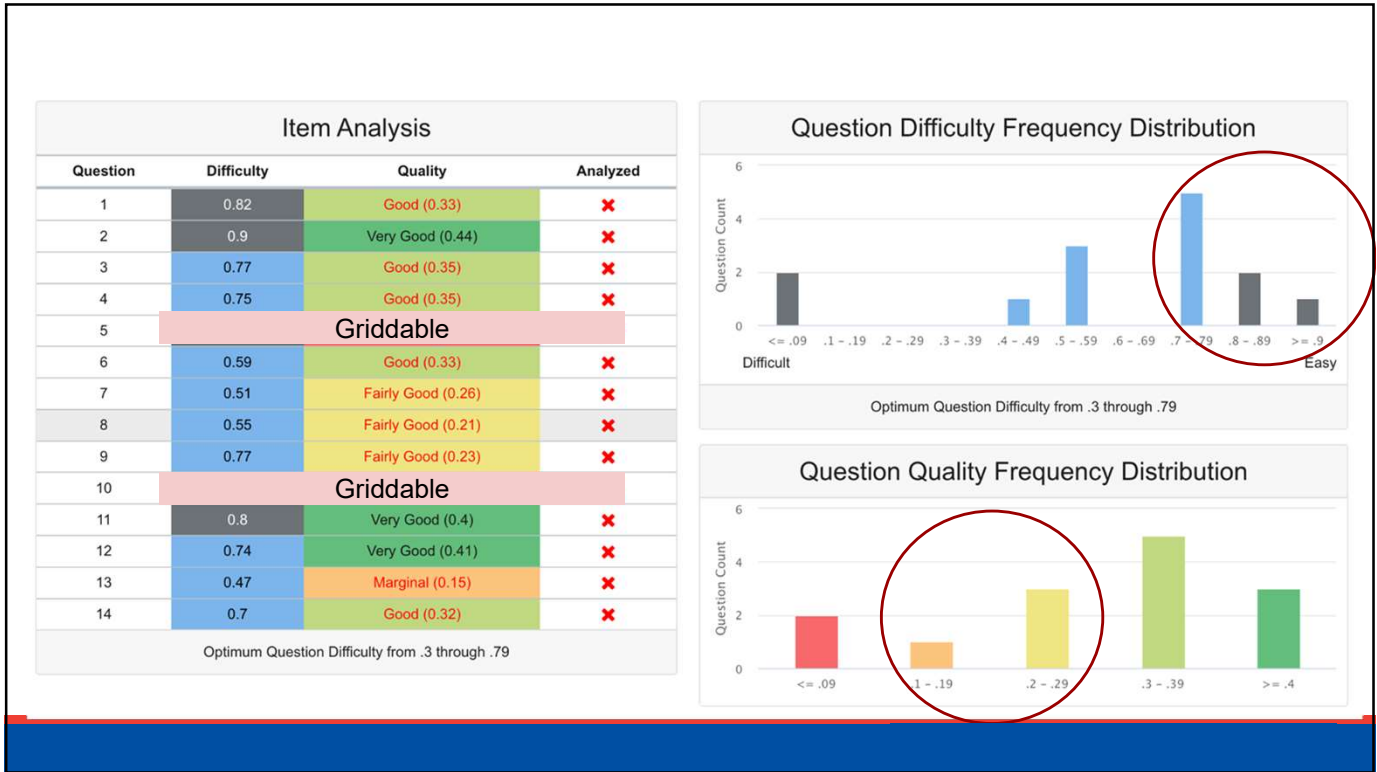 Item Analysis
Question Difficulty Quality Analyzed
1 0.82 Good (0.33) ✖
2 0.9 Very Good (0.44) ✖
3 0.77 Good (0.35) ✖
4 0.75 Good (0.35) ✖
5 Griddable
6 0.59 Good (0.33) ✖
7 0.51 Fairly Good (0.26) ✖
8 0.55 Fairly Good (0.21) ✖
9 0.77 Fairly Good (0.23) ✖
10 Griddable
11 0.8 Very Good (0.4) ✖
12 0.74 Very Good (0.41) ✖
13 0.47 Marginal (0.15) ✖
14 0.7 Good (0.32) ✖
Optimum Question Difficulty from .3 through .79
Question Difficulty Frequency Distribution
Question Count
6
4
2
0
<= .09 .1 – .19 .2 – .29 .3 – .39 .4 – .49 .5 – .59 .6 – .69 .7 – .79 .8 – .89 >= .9
Difficult Easy
Optimum Question Difficulty from .3 through .79
Question Quality Frequency Distribution
Question Count
6
4
2
0
<= .09 .1 – .19 .2 – .29 .3 – .39 >= .4